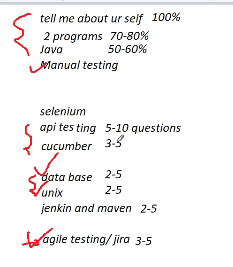 tell me about ur self 100%
2 programs 70-80%
Java 50-60%
Manual testing
selenium
api testing 5-10 questions
cucumber 3-5
data base 2-5
unix 2-5
jenkin and maven 2-5
agile testing/ jira 3-5